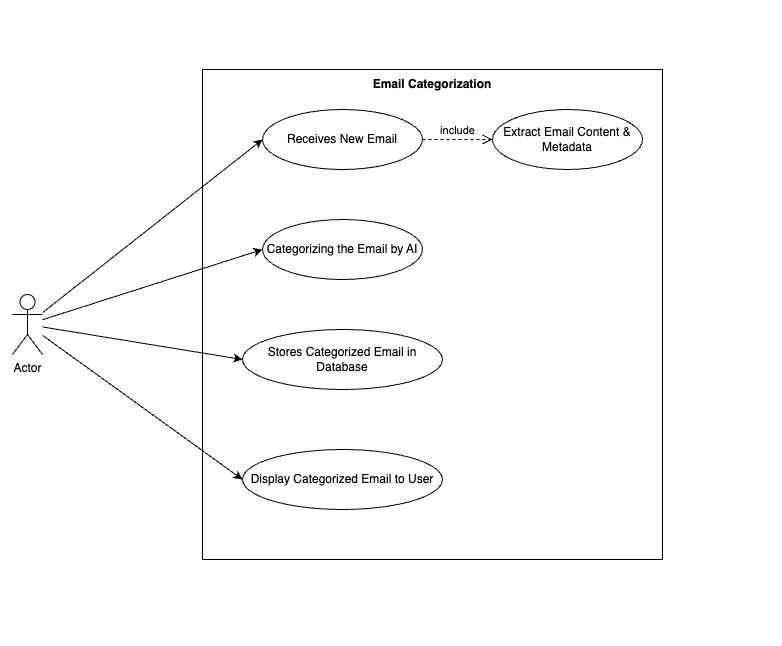 Email Categorization
Receives New Email
include
Extract Email Content &
Metadata
Categorizing the Email by AI
Stores Categorized Email in
Database
Actor
Display Categorized Email to User